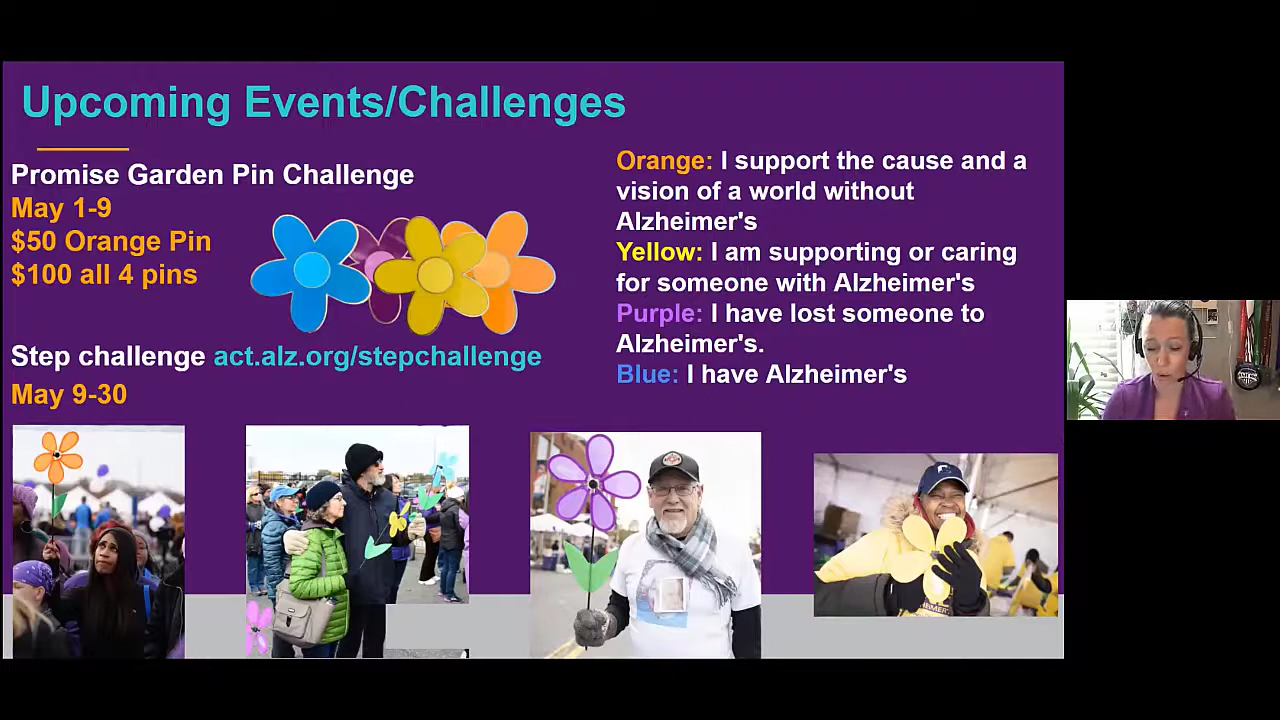 Upcoming Events/Challenges
Promise Garden Pin Challenge
May 1-9
$50 Orange Pin
$100 all 4 pins
Step challenge act.alz.org/stepchallenge
May 9-30
Orange: I support the cause and a
vision of a world without
Alzheimer's
Yellow: I am supporting or caring
for someone with Alzheimer's
Purple: I have lost someone to
Alzheimer's.
Blue: I have Alzheimer's